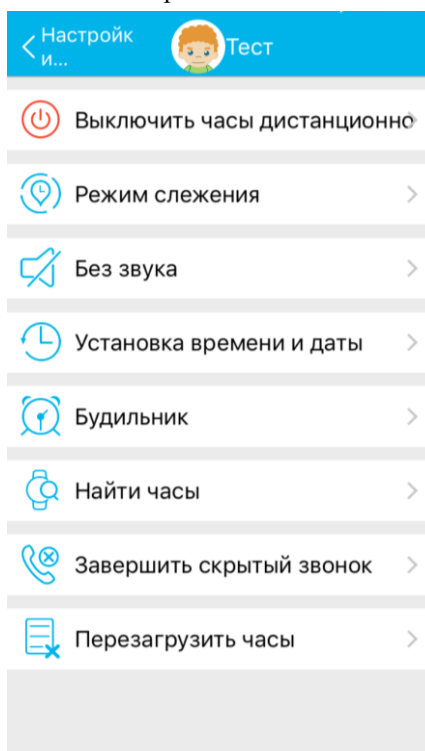 Настройк
и...
Тест
Выключить часы дистанционно
Режим слежения
Без звука
Установка времени и даты
Будильник
Найти часы
Завершить скрытый звонок
Перезагрузить часы